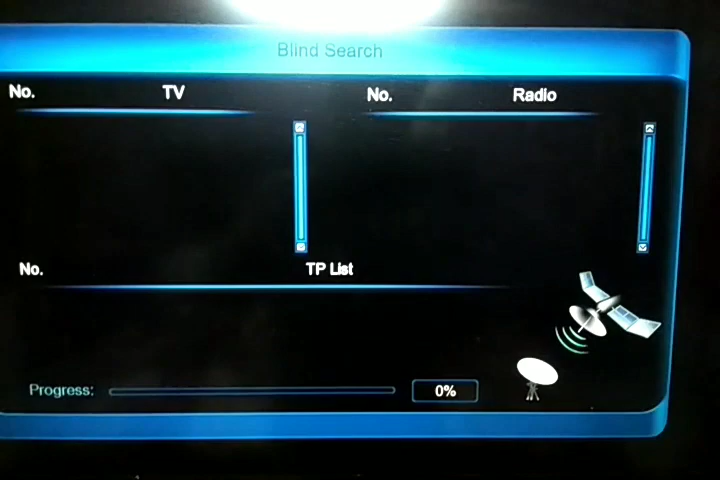 Blind Search
No. TV No. Radio
No. TP List
Progress: 0%